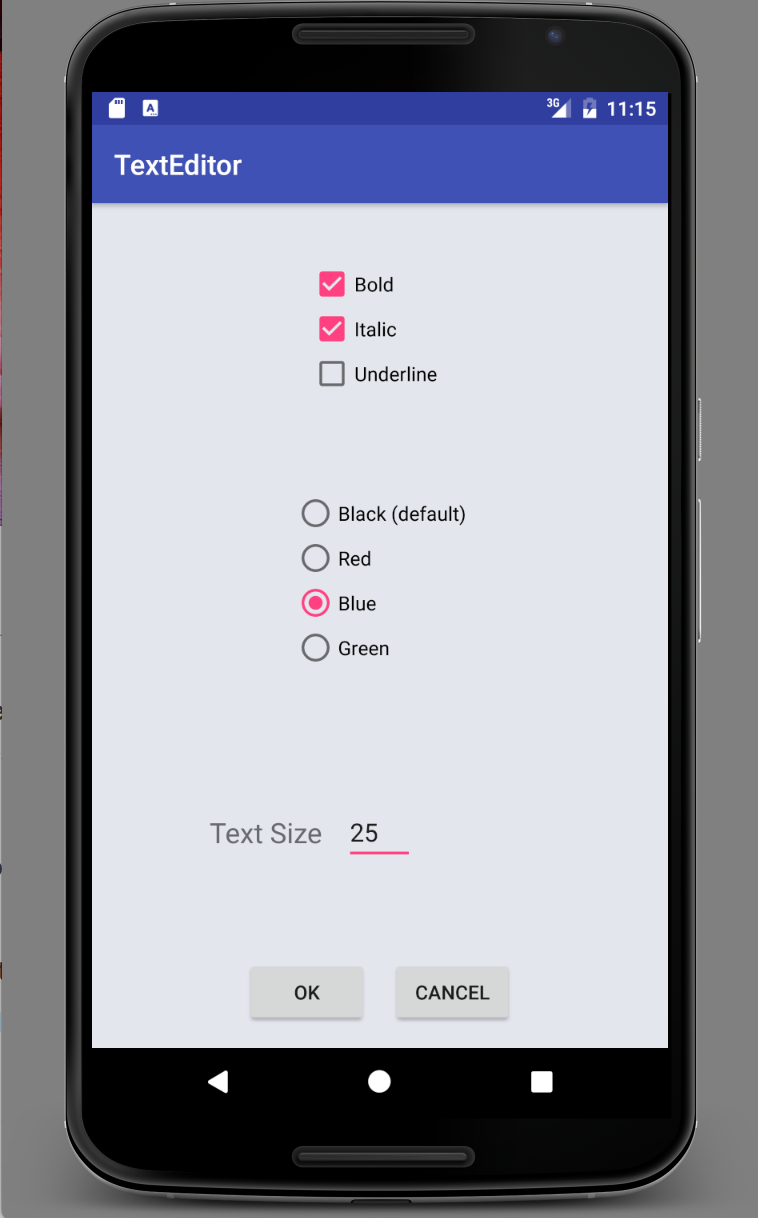 3G 11:15
TextEditor
Bold
Italic
Underline
Black (default)
Red
Blue
Green
Text Size 25
OK CANCEL